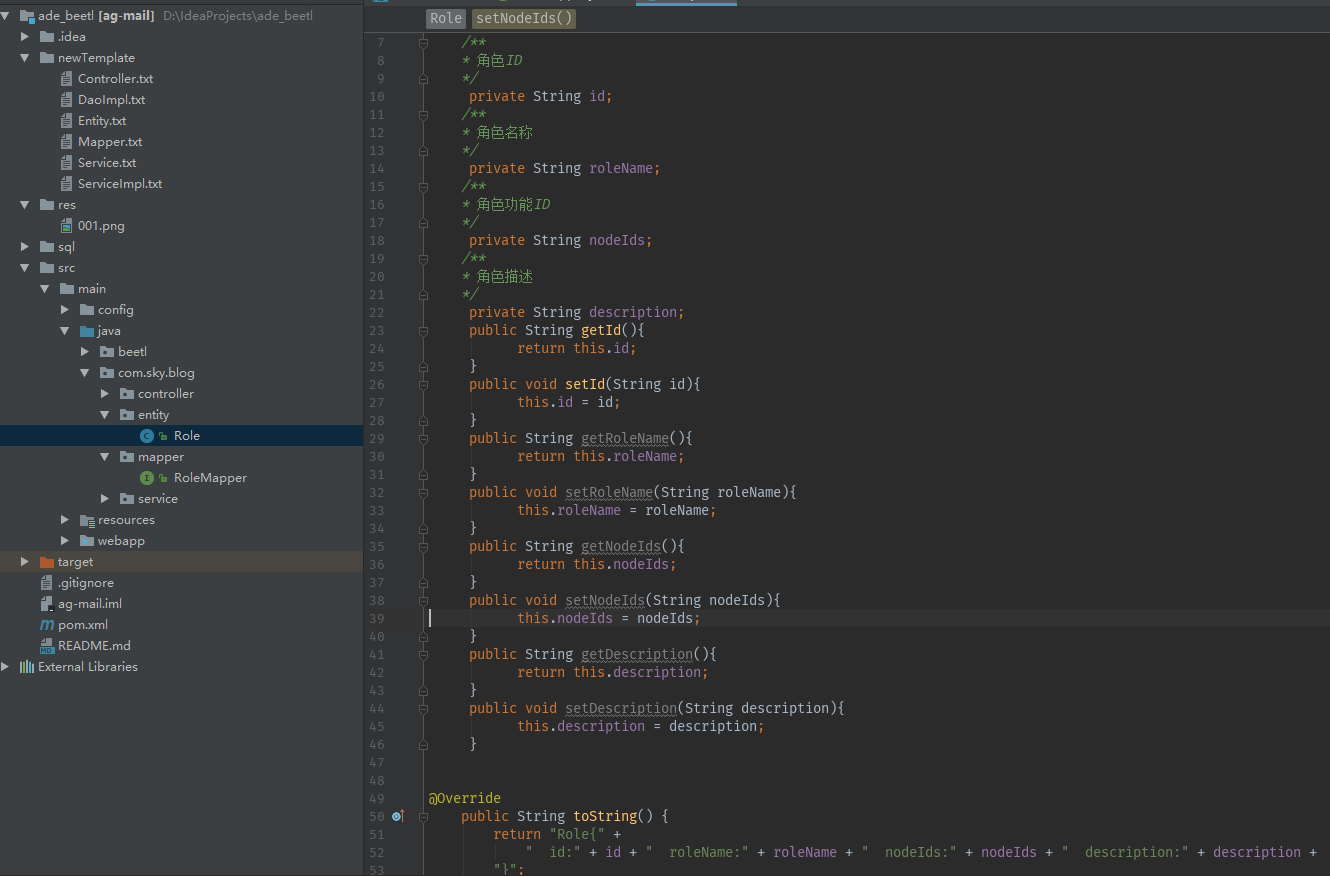 ade_beetl [ag-mail] D:\IdeaProjects\ade_beetl
.idea
newTemplate
Controller.txt
DaoImpl.txt
Entity.txt
Mapper.txt
Service.txt
ServiceImpl.txt
res
001.png
sql
src
main
config
java
beetl
com.sky.blog
controller
entity
Role
mapper
RoleMapper
service
resources
webapp
target
.gitignore
ag-mail.iml
pom.xml
README.md
External Libraries
Role setNodeIds()
7 /**
8 * 角色ID
9 */
10 private String id;
11 /**
12 * 角色名称
13 */
14 private String roleName;
15 /**
16 * 角色功能ID
17 */
18 private String nodeIds;
19 /**
20 * 角色描述
21 */
22 private String description;
23 public String getId(){
24 return this.id;
25 }
26 public void setId(String id){
27 this.id = id;
28 }
29 public String getRoleName(){
30 return this.roleName;
31 }
32 public void setRoleName(String roleName){
33 this.roleName = roleName;
34 }
35 public String getNodeIds(){
36 return this.nodeIds;
37 }
38 public void setNodeIds(String nodeIds){
39 this.nodeIds = nodeIds;
40 }
41 public String getDescription(){
42 return this.description;
43 }
44 public void setDescription(String description){
45 this.description = description;
46 }
47
48
49 @Override
50 public String toString() {
51 return "Role{" +
52 "  id:" + id + "  roleName:" + roleName + "  nodeIds:" + nodeIds + "  description:" + description +
53 "}";